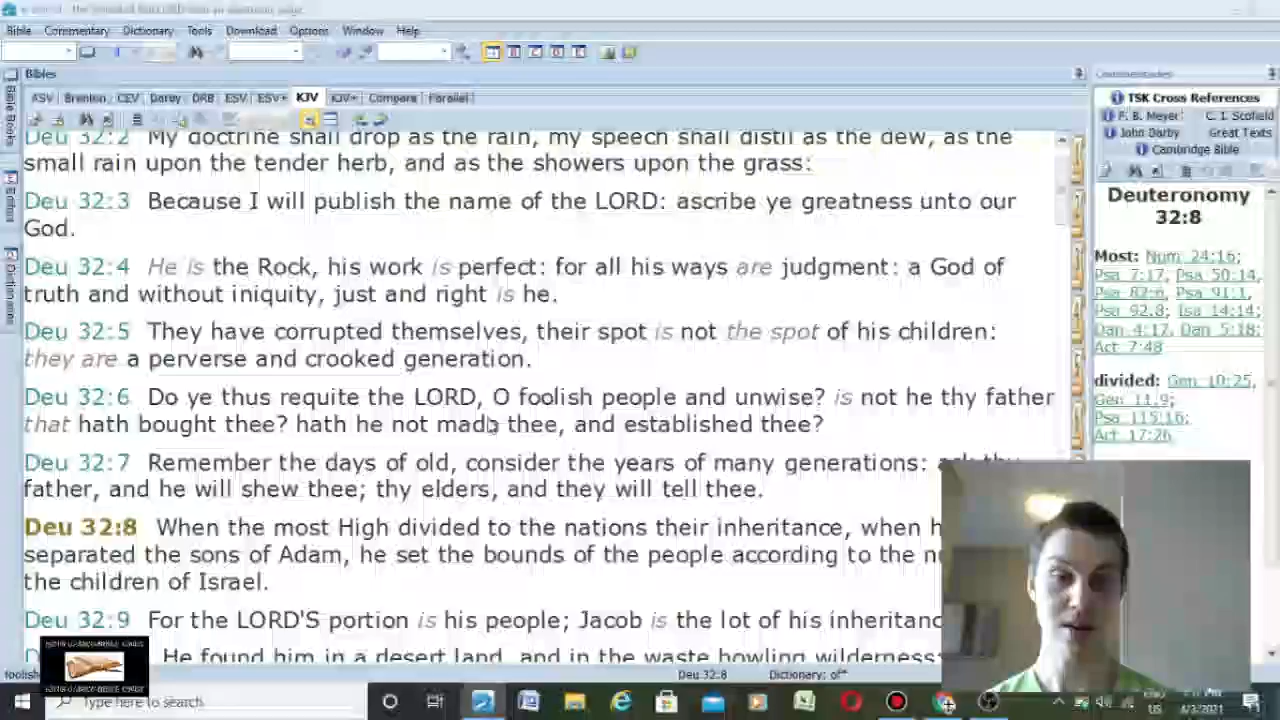 Bible Commentary Dictionary Tools Download Options Window Help
Bibles
Commentaries
ASV Brenton CEV Darby DRB ESV ESV+ KJV KJV+ Compare Parallel
Bible Books
Editor
Dictionaries
Deu 32:2 My doctrine shall drop as the rain, my speech shall distil as the dew, as the
small rain upon the tender herb, and as the showers upon the grass:
Deu 32:3 Because I will publish the name of the LORD: ascribe ye greatness unto our
God.
Deu 32:4 He is the Rock, his work is perfect: for all his ways are judgment: a God of
truth and without iniquity, just and right is he.
Deu 32:5 They have corrupted themselves, their spot is not the spot of his children:
they are a perverse and crooked generation.
Deu 32:6 Do ye thus requite the LORD, O foolish people and unwise? is not he thy father
that hath bought thee? hath he not made thee, and established thee?
Deu 32:7 Remember the days of old, consider the years of many generations: ask thy
father, and he will shew thee; thy elders, and they will tell thee.
Deu 32:8 When the most High divided to the nations their inheritance, when h
separated the sons of Adam, he set the bounds of the people according to the n
the children of Israel.
Deu 32:9 For the LORD'S portion is his people; Jacob is the lot of his inheritanc
He found him in a desert land, and in the waste howling wilderness;
TSK Cross References
F. B. Meyer C. I. Scofield
John Darby Great Texts
Cambridge Bible
Deuteronomy
32:8
Most: Num 24:16;
Psa 7:17, Psa 50:14,
Psa 82:6, Psa 91:1,
Psa 92:8; Isa 14:14;
Dan 4:17, Dan 5:18;
Act 7:48
divided: Gen 10:25,
Gen 11:9;
Psa 115:16;
Act 17:26
foolish
Deu 32:8
Dictionary:
Type here to search
US
4/3/2021